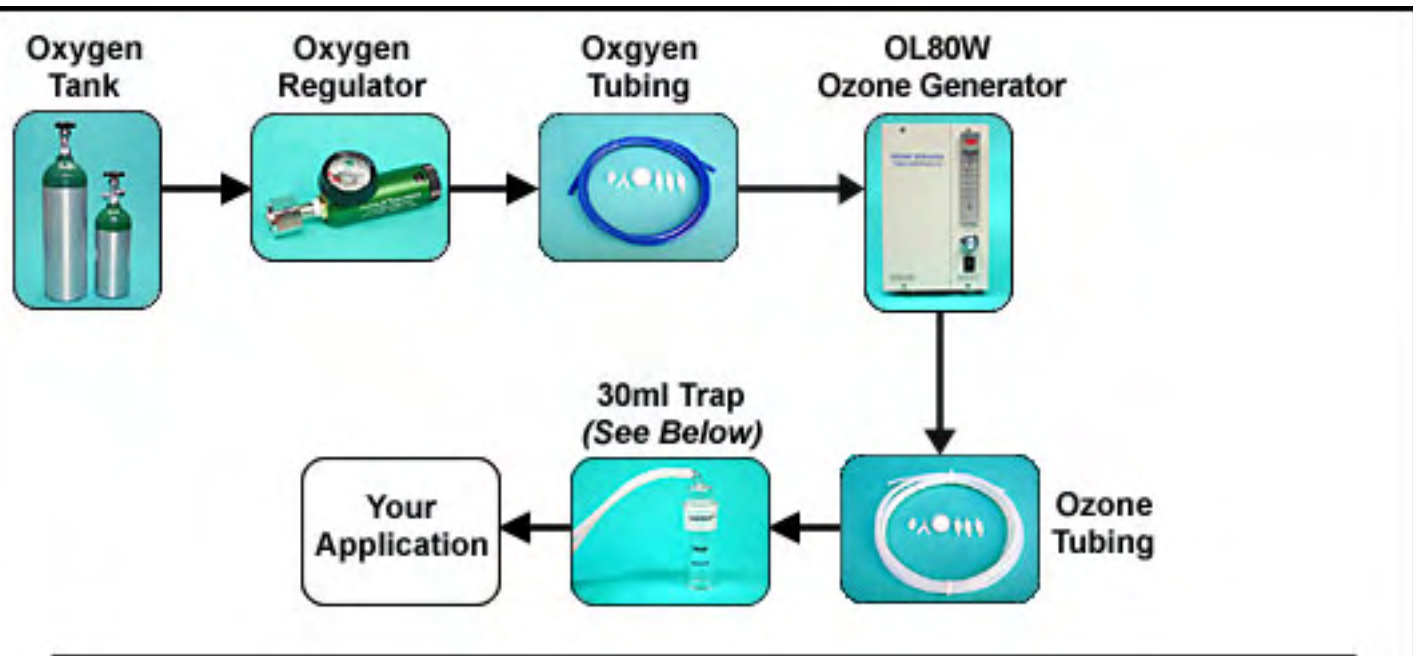 Oxygen
Tank
Oxygen
Regulator
Oxgyen
Tubing
OL80W
Ozone Generator
30ml Trap
(See Below)
Your
Application
Ozone
Tubing